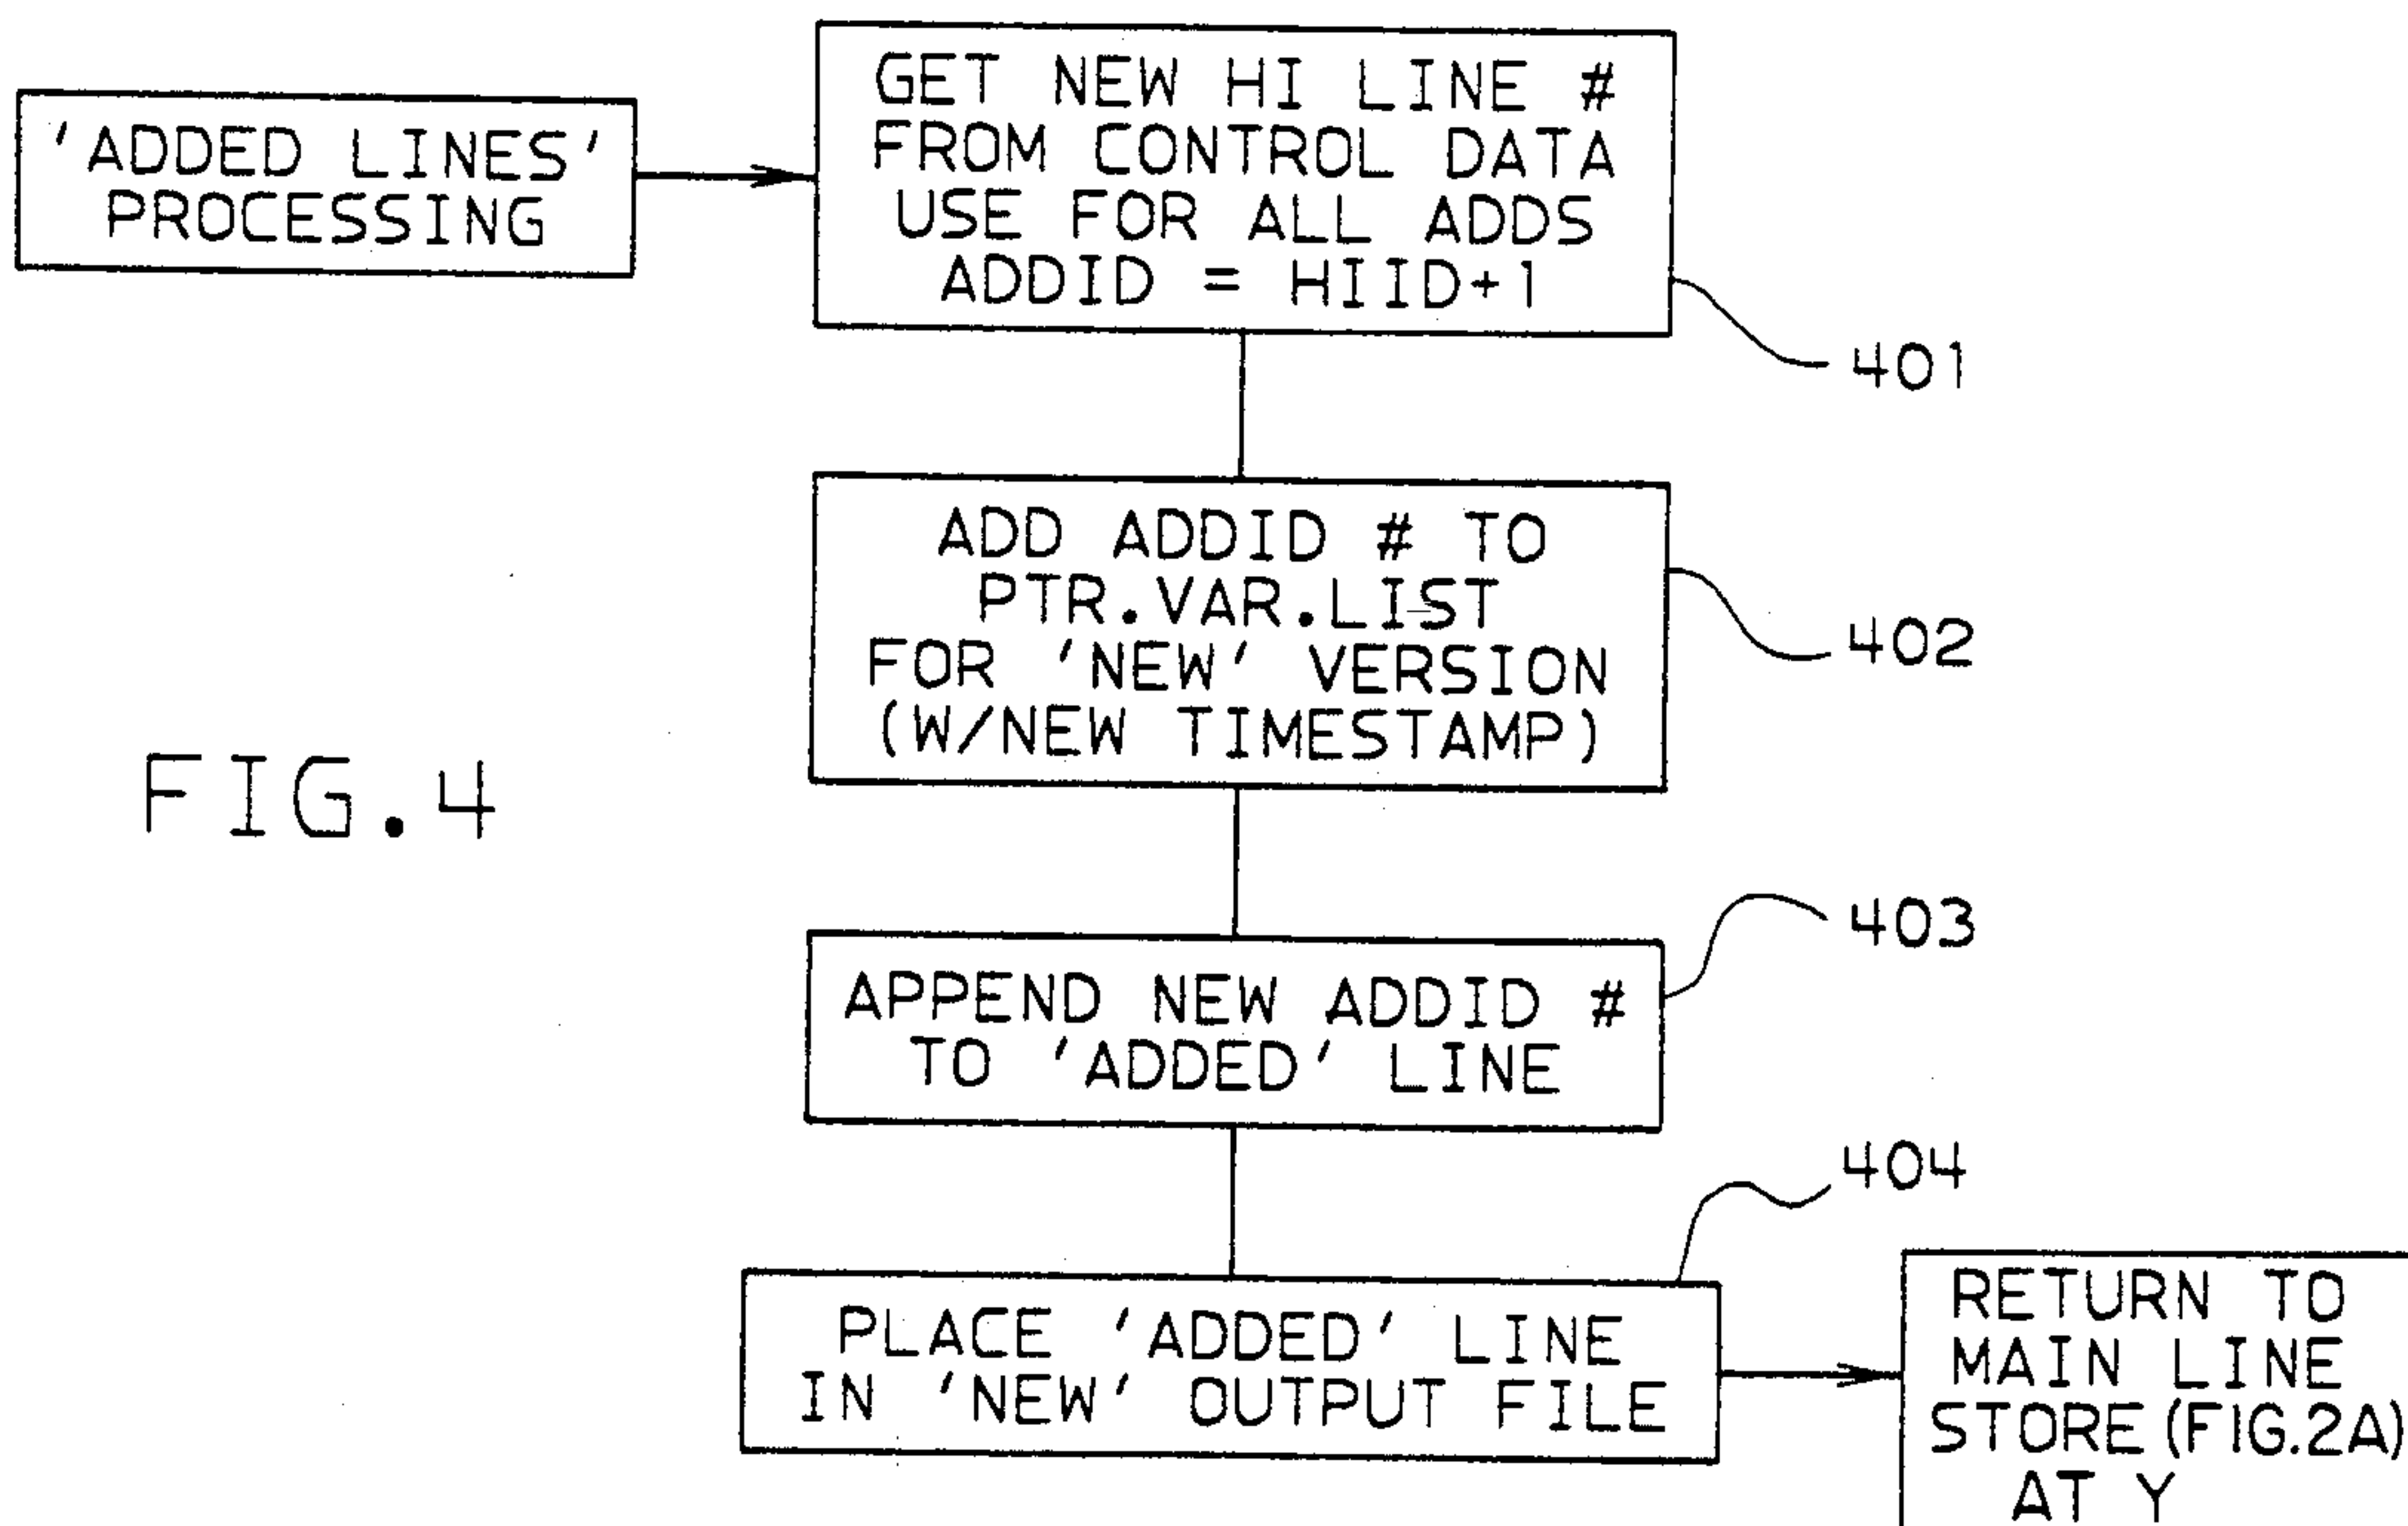 'ADDED LINES'
PROCESSING
GET NEW HI LINE #
FROM CONTROL DATA
USE FOR ALL ADDS
ADDID = HIID+1
401
ADD ADDID # TO
PTR.VAR.LIST
FOR 'NEW' VERSION
(W/NEW TIMESTAMP)
402
FIG.4
APPEND NEW ADDID #
TO 'ADDED' LINE
403
PLACE 'ADDED' LINE
IN 'NEW' OUTPUT FILE
404
RETURN TO
MAIN LINE
STORE(FIG.2A)
AT Y